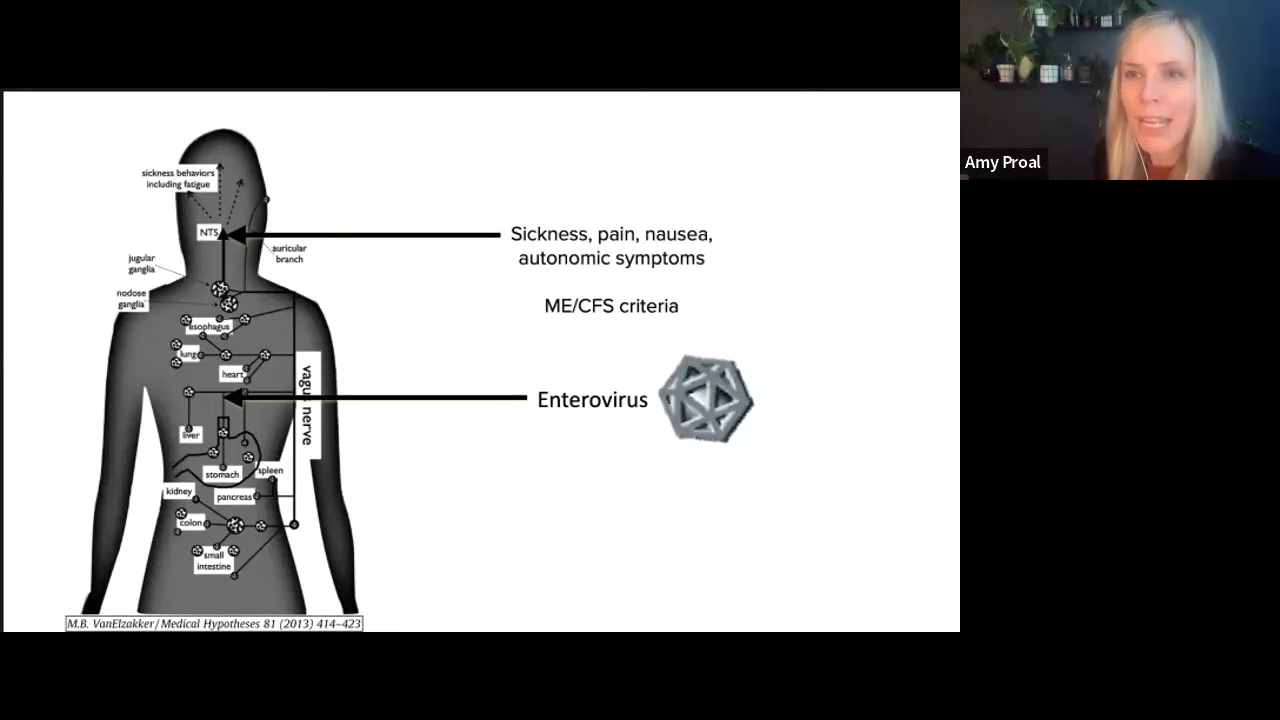 Amy Proal
sickness behaviors
including fatigue
NTS
auricular
branch
jugular
ganglia
nodose
ganglia
esophagus
lung
heart
vagus nerve
liver
stomach
spleen
kidney
pancreas
colon
small
intestine
Sickness, pain, nausea,
autonomic symptoms
ME/CFS criteria
Enterovirus
M.B. VanElzakker / Medical Hypotheses 81 (2013) 414–423